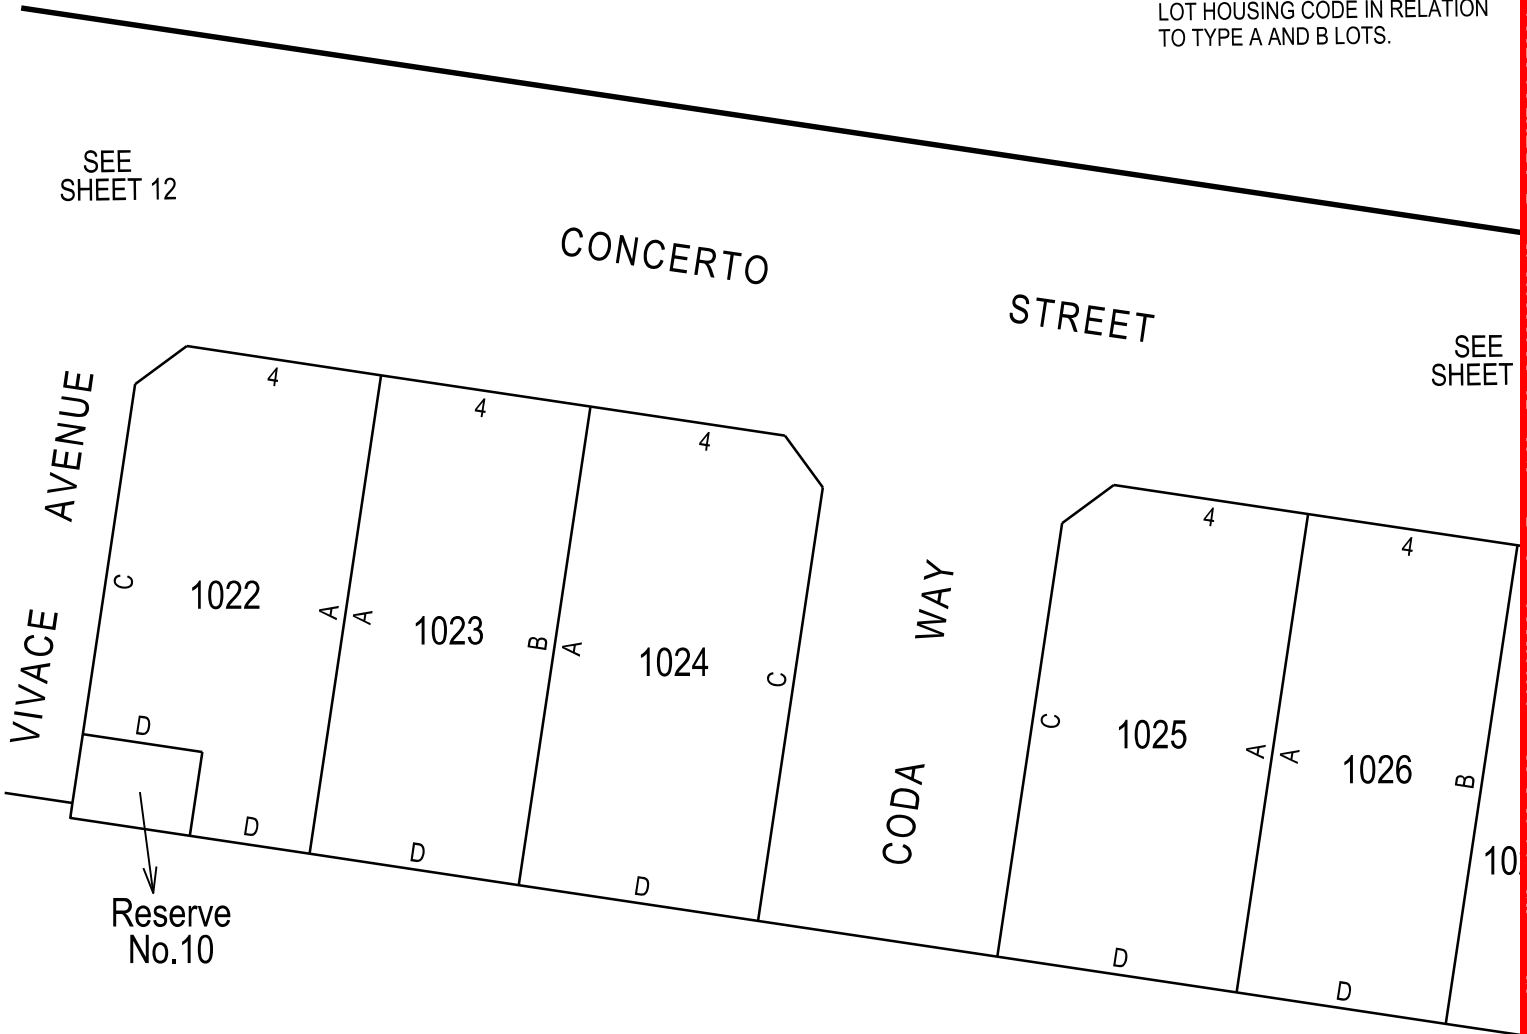 LOT HOUSING CODE IN RELATION
TO TYPE A AND B LOTS.
SEE
SHEET 12
CONCERTO STREET
SEE
SHEET
VIVACE AVENUE
4
4
4
4
4
C
1022
A
A
1023
B
A
1024
C
CODA WAY
C
1025
A
A
1026
B
D
D
D
D
D
D
Reserve
No.10